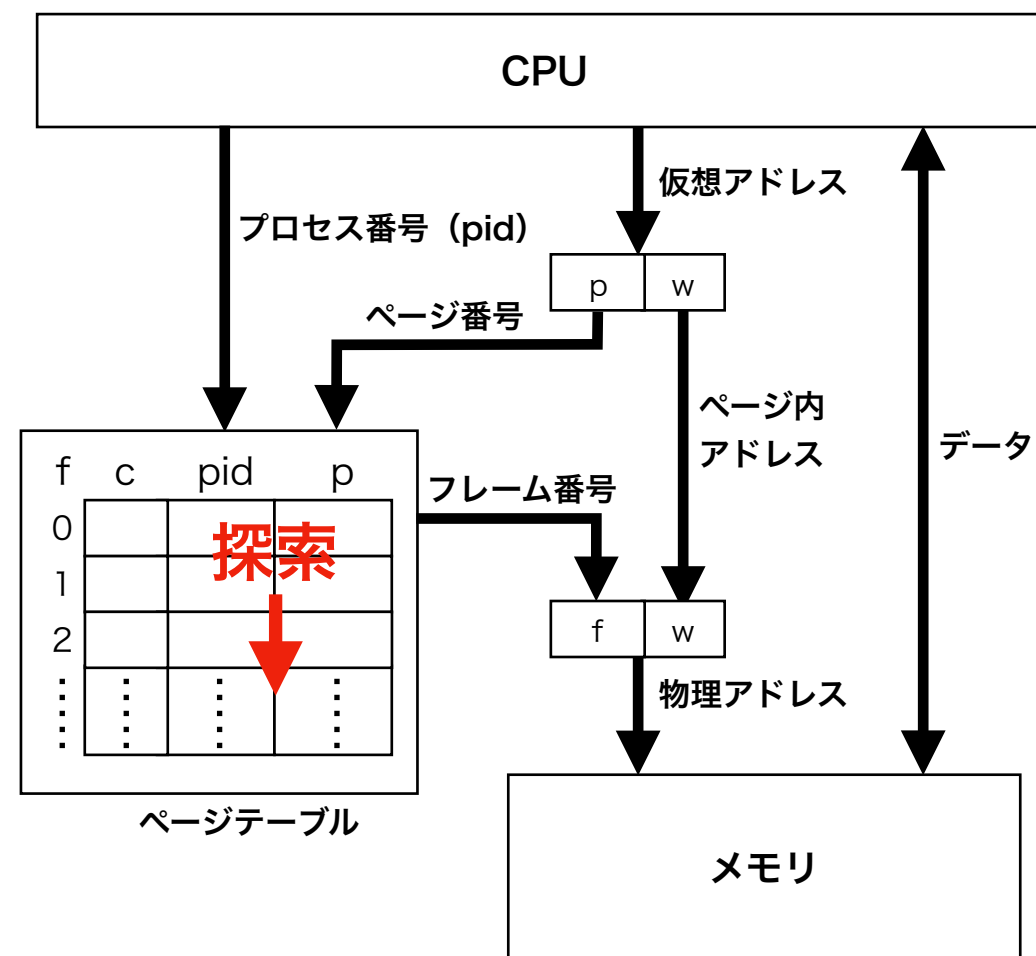 CPU
仮想アドレス
プロセス番号（pid）
p w
ページ番号
ページ内
アドレス
データ
f c pid p
フレーム番号
0
探索
1
2
f w
物理アドレス
ページテーブル
メモリ